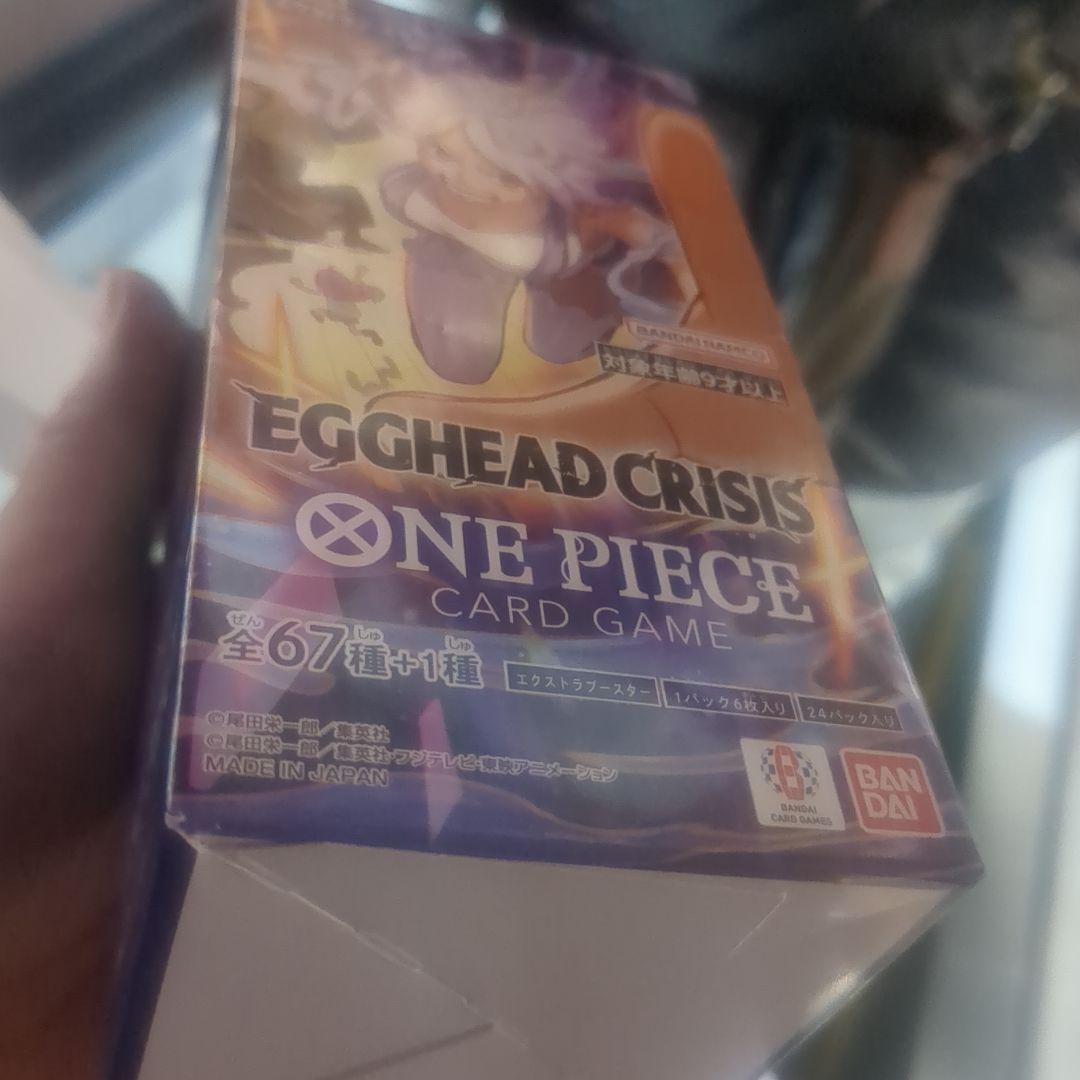 BANDAI NAMCO
対象年齢9才以上
EGGHEAD CRISIS
ONE PIECE
CARD GAME
ぜん しゅ しゅ
全67種+1種
エクストラブースター 1パック6枚入り 24パック入り
©尾田栄一郎/集英社
©尾田栄一郎/集英社・フジテレビ・東映アニメーション
MADE IN JAPAN
BANDAI
CARD GAMES
BAN
DAI